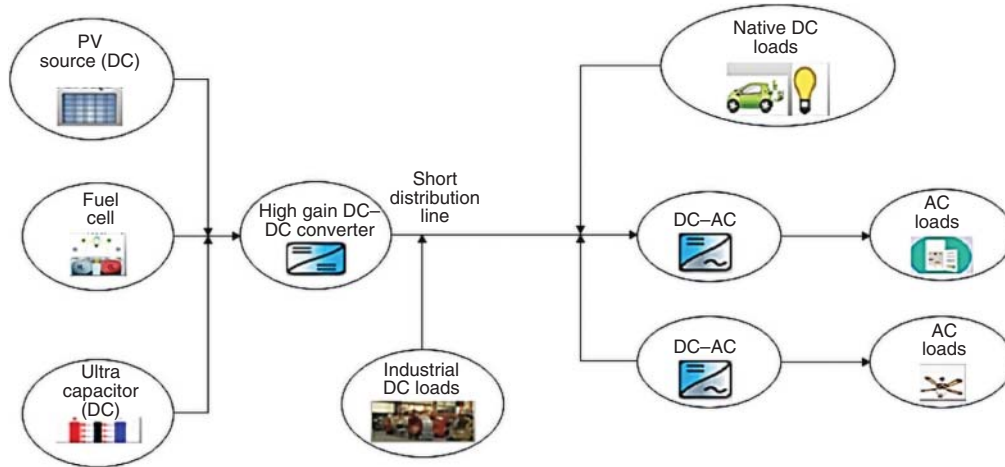 PV
source (DC)
Native DC
loads
Fuel
cell
High gain DC–
DC converter
Short
distribution
line
DC–AC
AC
loads
Ultra
capacitor
(DC)
Industrial
DC loads
DC–AC
AC
loads